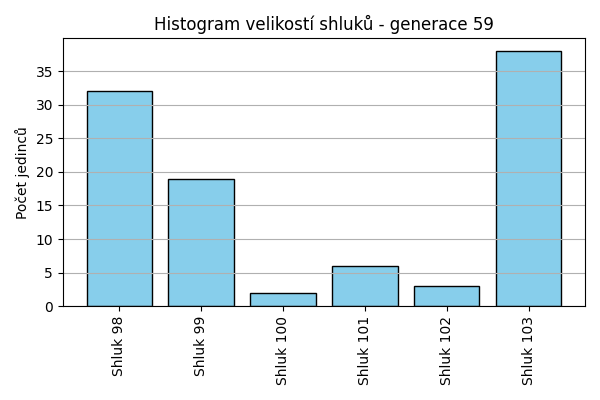 Histogram velikostí shluků - generace 59
Počet jedinců
35
30
25
20
15
10
5
0
Shluk 98
Shluk 99
Shluk 100
Shluk 101
Shluk 102
Shluk 103